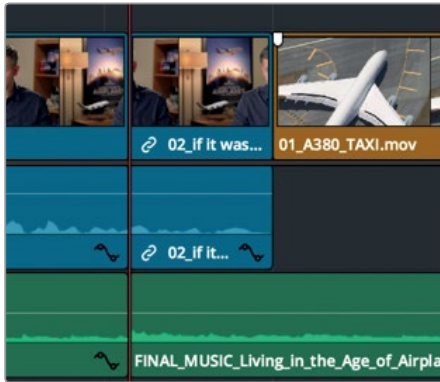 02_if it was...
01_A380_TAXI.mov
02_if it...
FINAL_MUSIC_Living_in_the_Age_of_Airpla